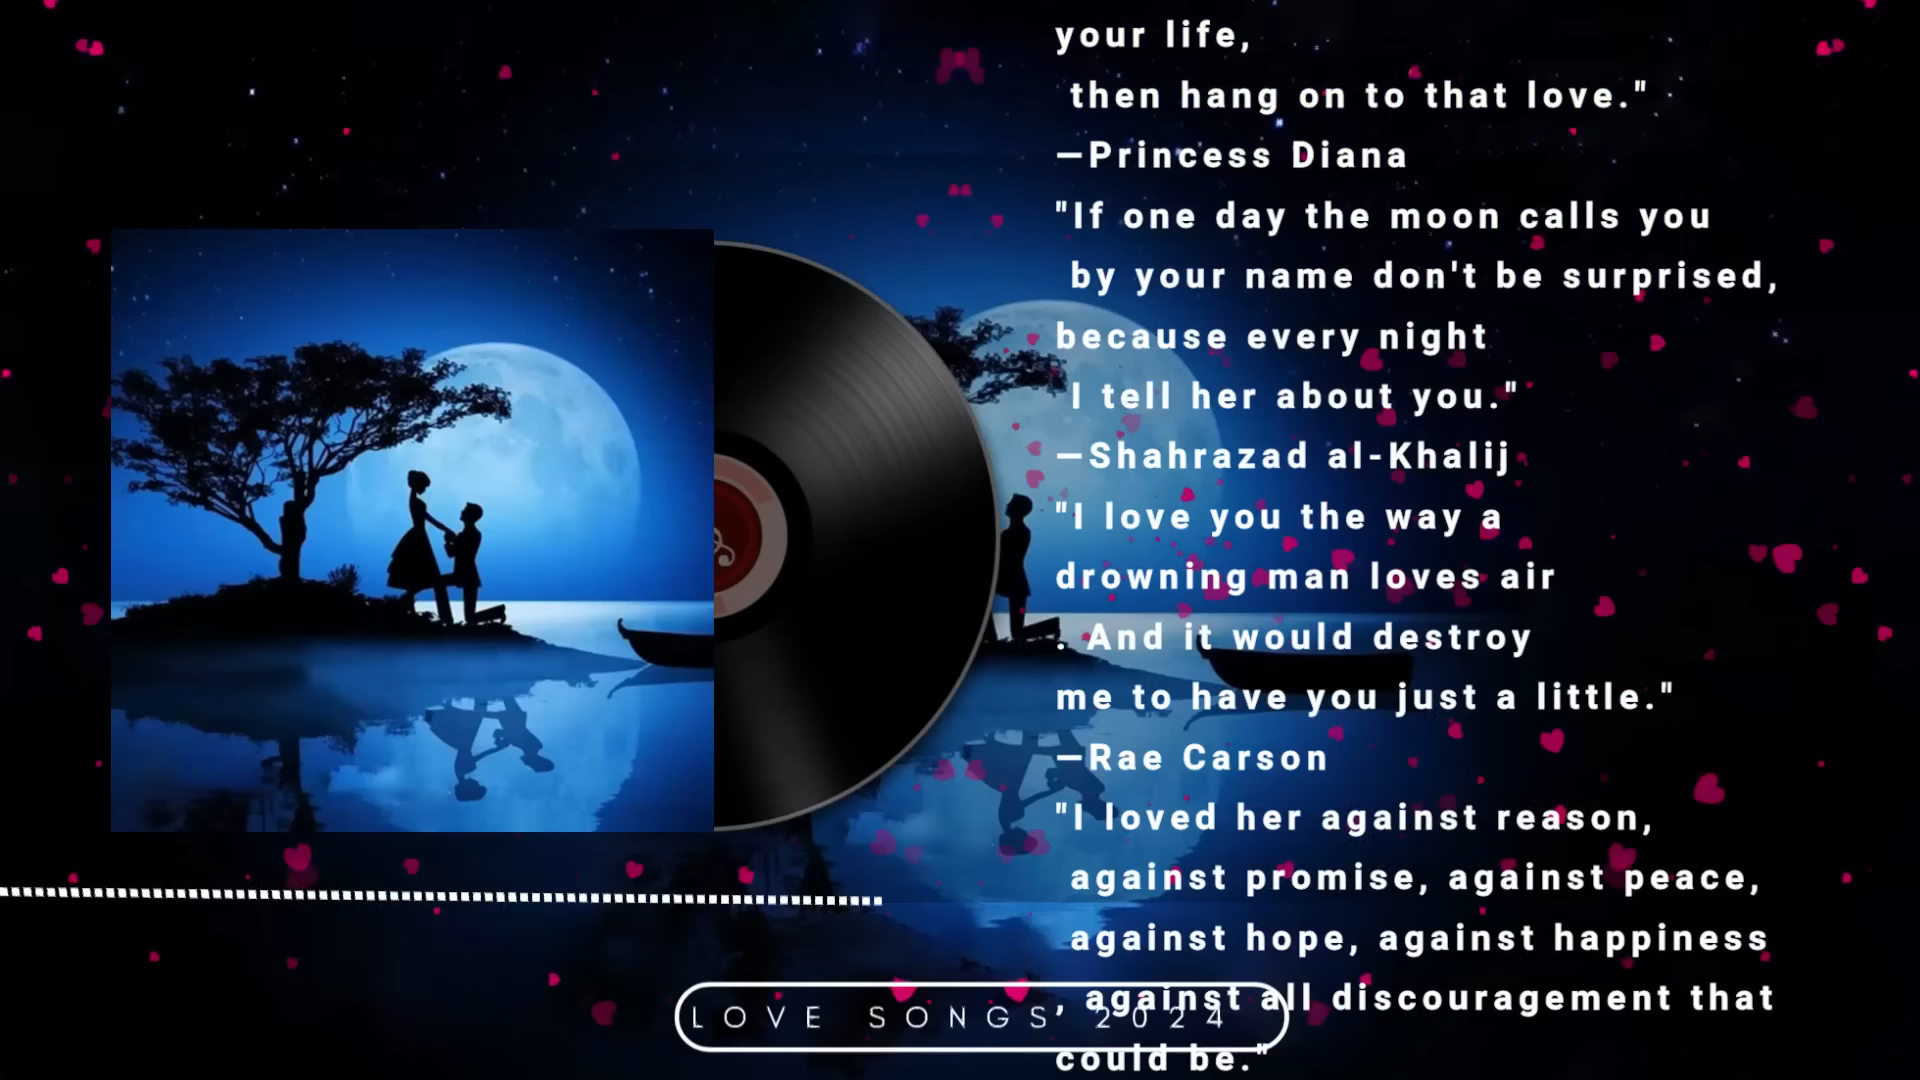 your life,
then hang on to that love."
—Princess Diana
"If one day the moon calls you
by your name don't be surprised,
because every night
I tell her about you."
—Shahrazad al-Khalij
"I love you the way a
drowning man loves air
. And it would destroy
me to have you just a little."
—Rae Carson
"I loved her against reason,
against promise, against peace,
against hope, against happiness
, against all discouragement that
could be."
LOVE SONGS 2024